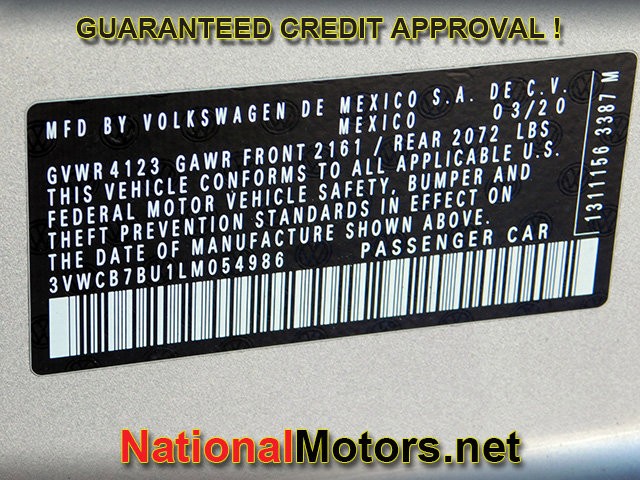 GUARANTEED CREDIT APPROVAL !
MFD BY VOLKSWAGEN DE MEXICO S.A. DE C.V.
MEXICO 03/20
GVWR 4123 GAWR FRONT 2161 / REAR 2072 LBS
THIS VEHICLE CONFORMS TO ALL APPLICABLE U.S.
FEDERAL MOTOR VEHICLE SAFETY, BUMPER AND
THEFT PREVENTION STANDARDS IN EFFECT ON
THE DATE OF MANUFACTURE SHOWN ABOVE.
3VWCB7BU1LM054986 PASSENGER CAR
1311156 3387 M
NationalMotors.net